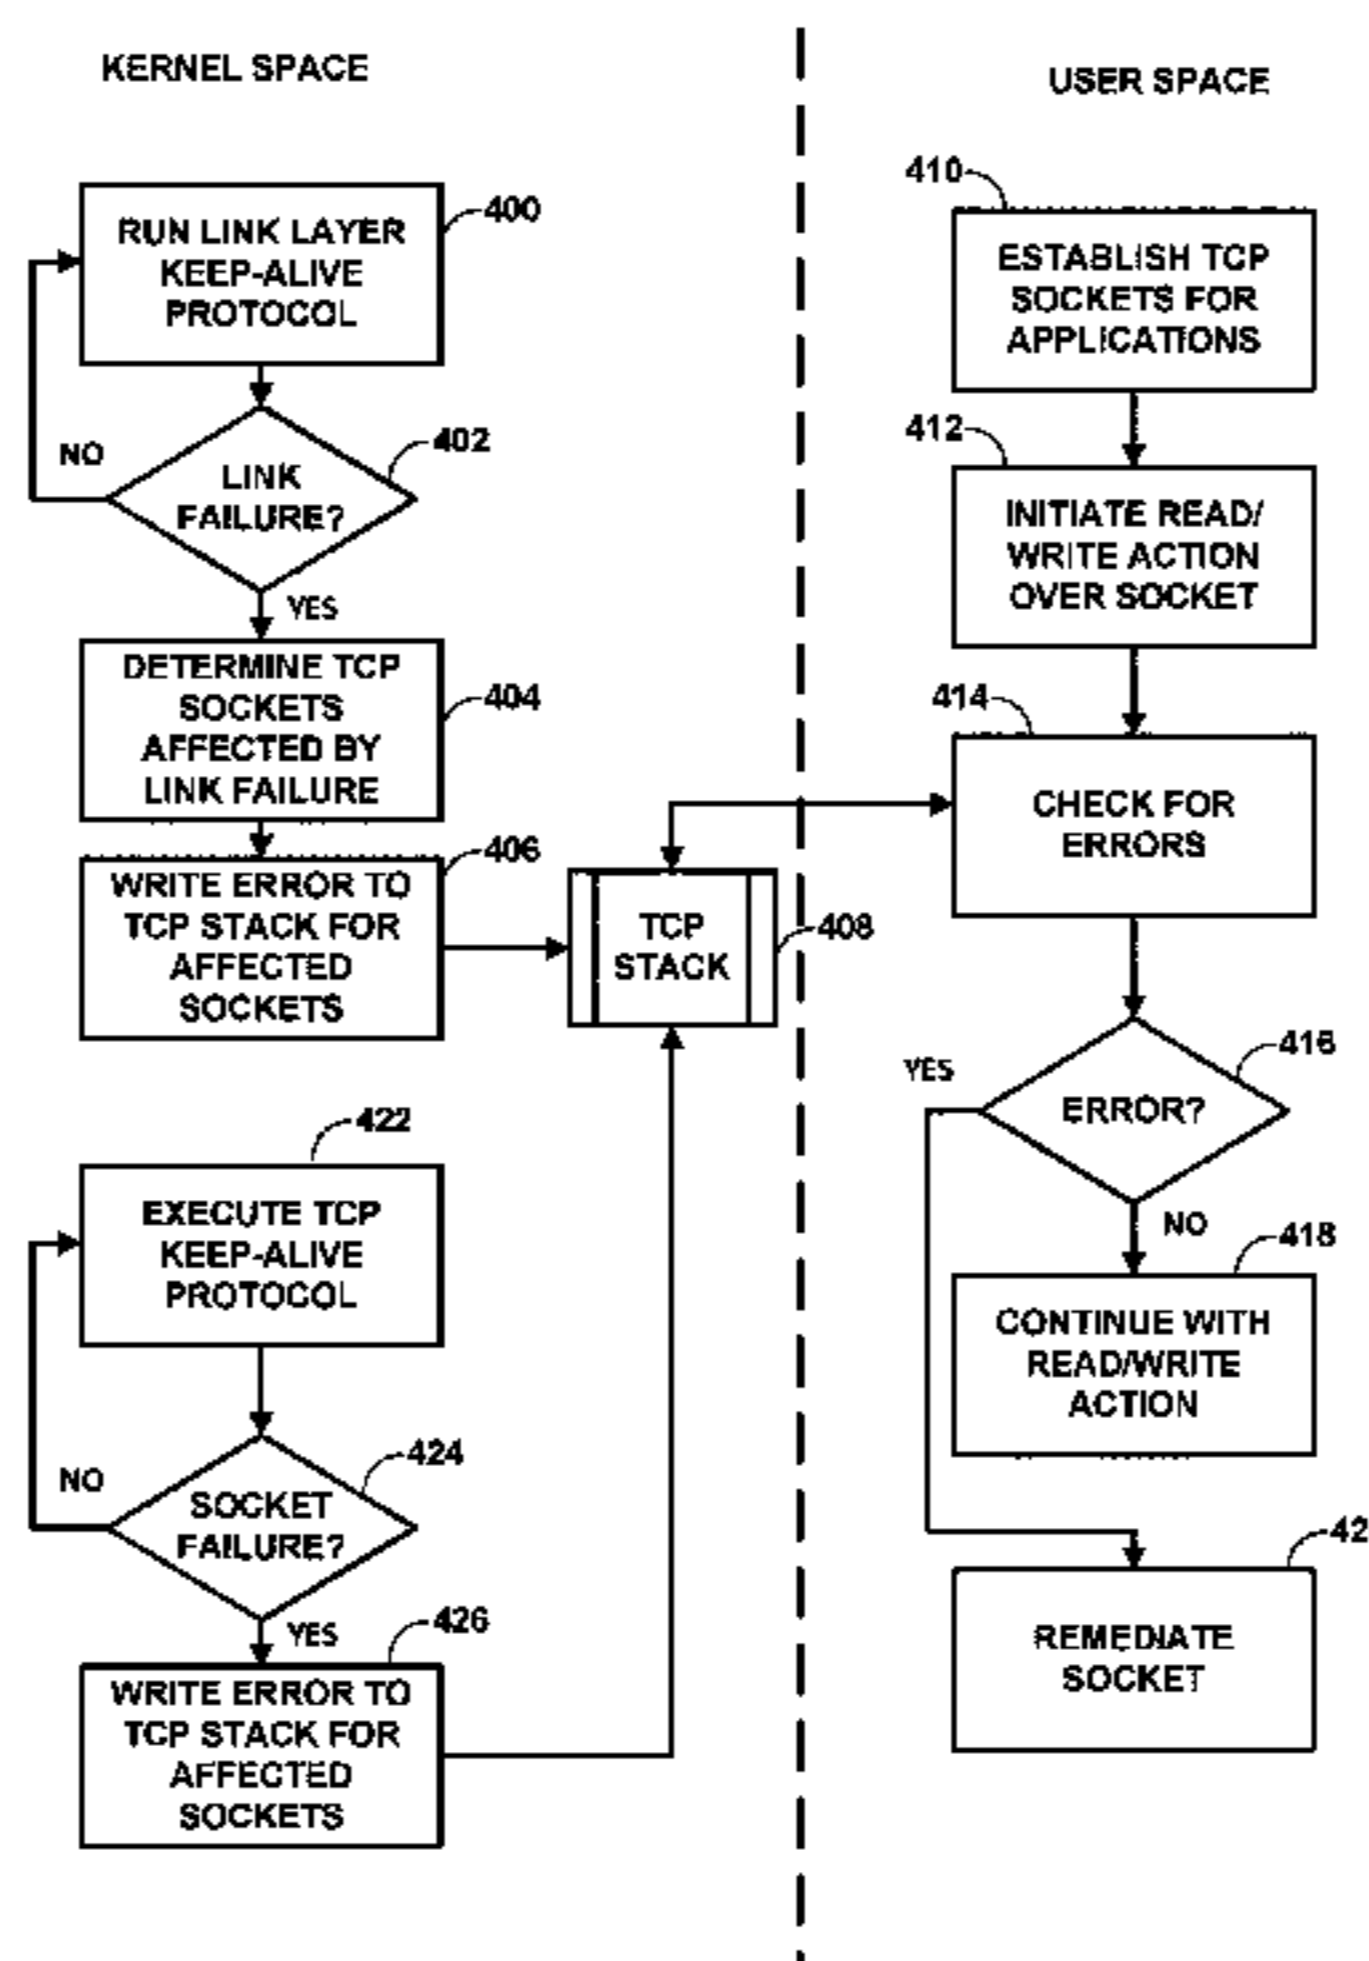 KERNEL SPACE
USER SPACE
400
RUN LINK LAYER
KEEP-ALIVE
PROTOCOL
NO
402
LINK
FAILURE?
YES
DETERMINE TCP
SOCKETS
AFFECTED BY
LINK FAILURE
404
406
WRITE ERROR TO
TCP STACK FOR
AFFECTED
SOCKETS
TCP
STACK
408
422
EXECUTE TCP
KEEP-ALIVE
PROTOCOL
NO
424
SOCKET
FAILURE?
YES
426
WRITE ERROR TO
TCP STACK FOR
AFFECTED
SOCKETS
410
ESTABLISH TCP
SOCKETS FOR
APPLICATIONS
412
INITIATE READ/
WRITE ACTION
OVER SOCKET
414
CHECK FOR
ERRORS
YES
416
ERROR?
NO
418
CONTINUE WITH
READ/WRITE
ACTION
42
REMEDIATE
SOCKET